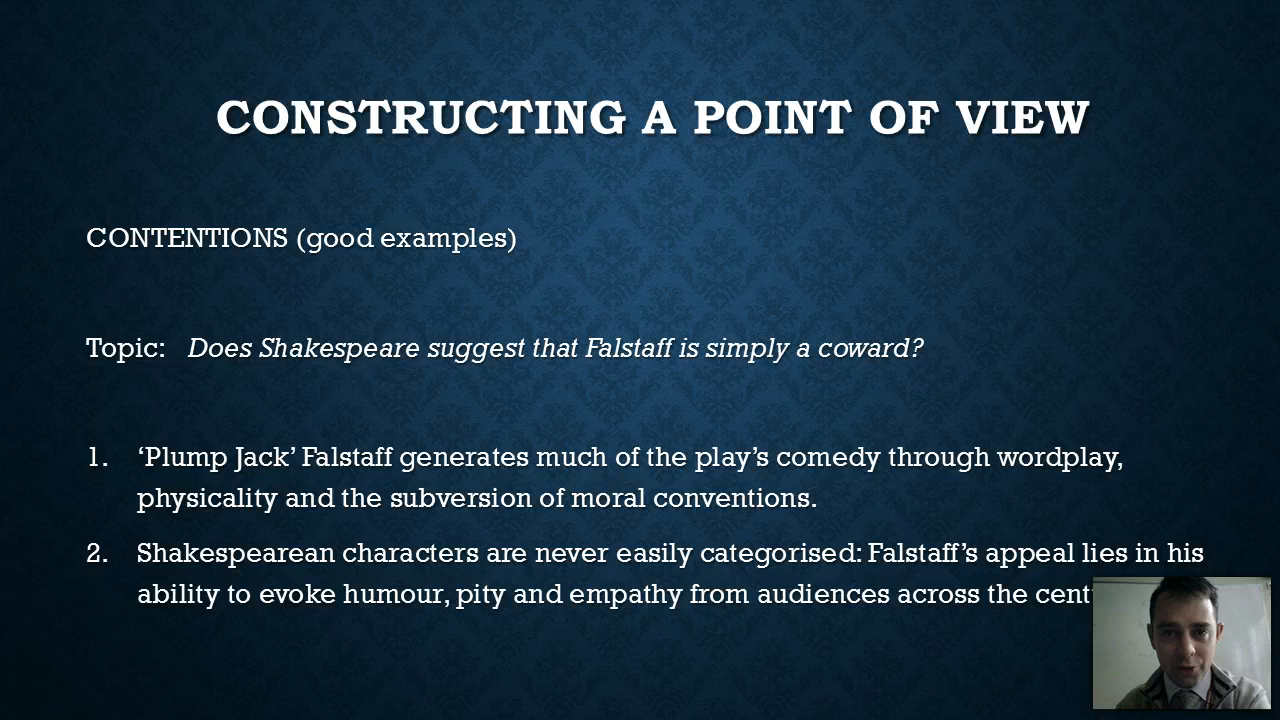 CONSTRUCTING A POINT OF VIEW
CONTENTIONS (good examples)
Topic: Does Shakespeare suggest that Falstaff is simply a coward?
1. ‘Plump Jack’ Falstaff generates much of the play’s comedy through wordplay,
physicality and the subversion of moral conventions.
2. Shakespearean characters are never easily categorised: Falstaff’s appeal lies in his
ability to evoke humour, pity and empathy from audiences across the